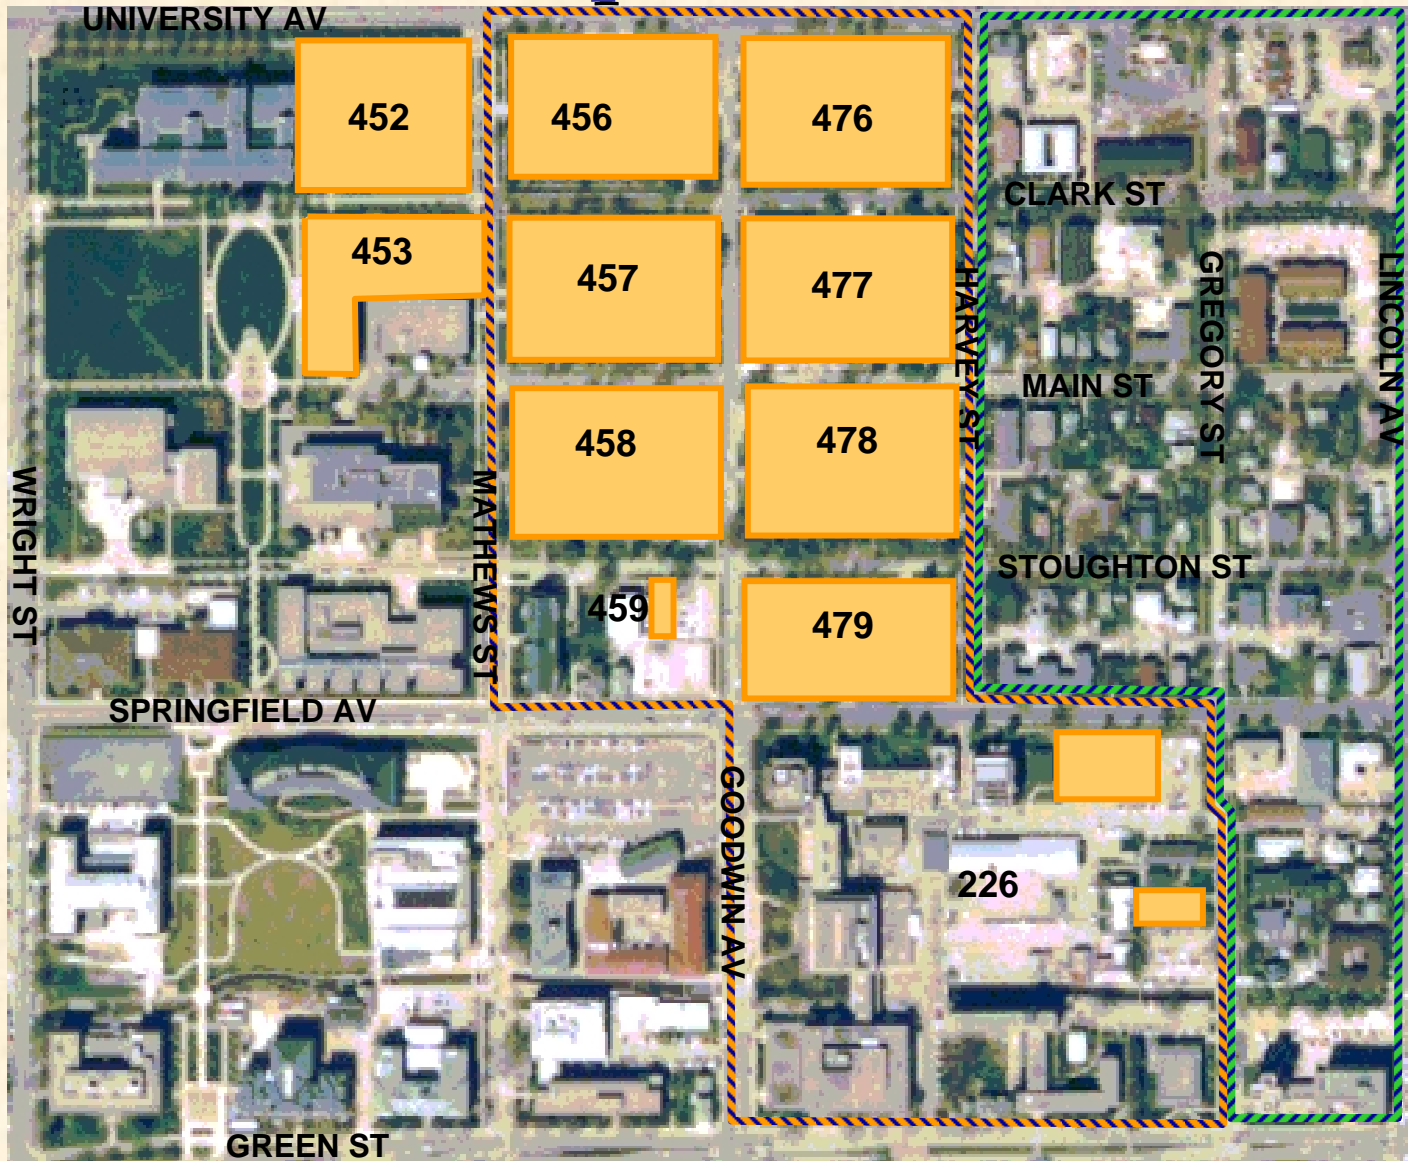 UNIVERSITY AV
452
456
476
CLARK ST
453
457
477
HARVEY ST
GREGORY ST
LINCOLN AV
MAIN ST
458
478
WRIGHT ST
MATHEWS ST
STOUGHTON ST
459
479
SPRINGFIELD AV
GOODWIN AV
226
GREEN ST